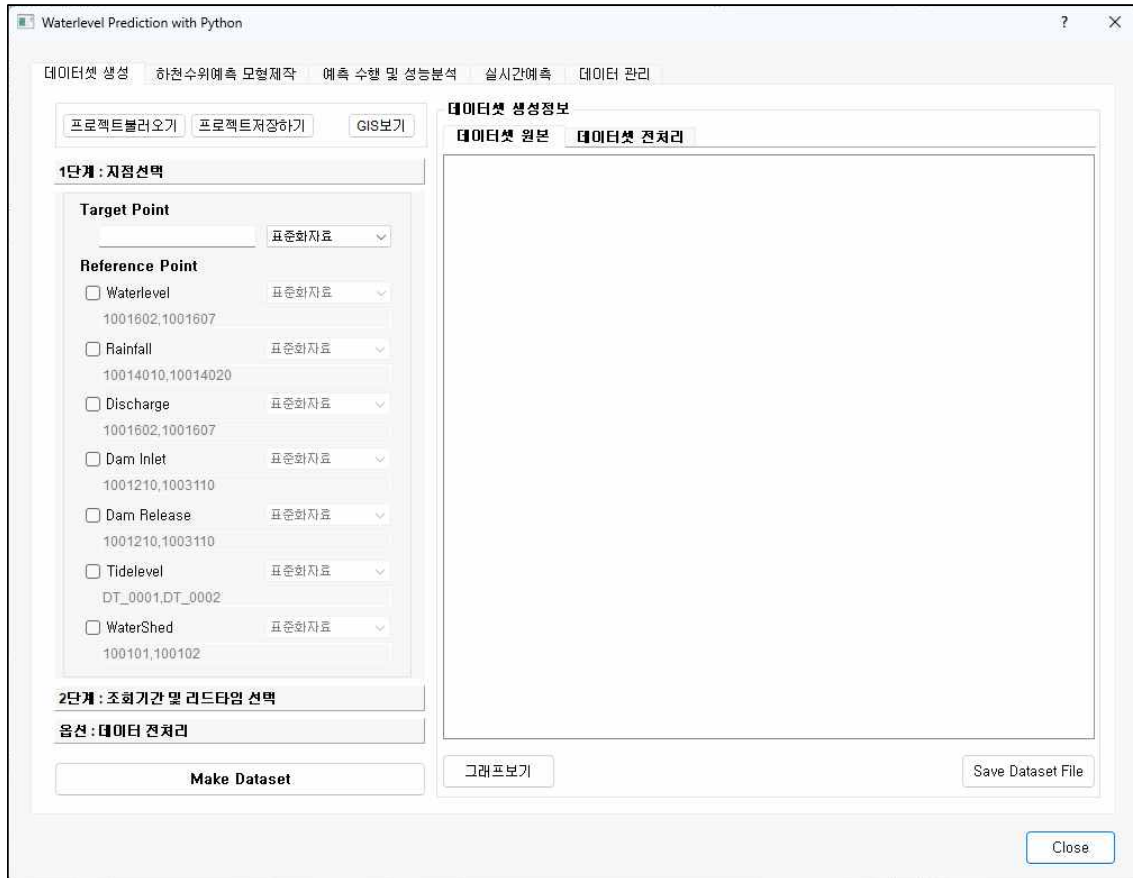 Waterlevel Prediction with Python
?
데이터셋 생성 하천수위예측 모형제작 예측 수행 및 성능분석 실시간예측 데이터 관리
프로젝트불러오기 프로젝트저장하기 GIS보기
1단계 : 지점선택
Target Point
표준화자료
Reference Point
Waterlevel 표준화자료
1001602,1001607
Rainfall 표준화자료
10014010,10014020
Discharge 표준화자료
1001602,1001607
Dam Inlet 표준화자료
1001210,1003110
Dam Release 표준화자료
1001210,1003110
Tidelevel 표준화자료
DT_0001,DT_0002
WaterShed 표준화자료
100101,100102
2단계 : 조회기간 및 리드타임 선택
옵션 : 데이터 전처리
Make Dataset
데이터셋 생성정보
데이터셋 원본 데이터셋 전처리
그래프보기 Save Dataset File
Close